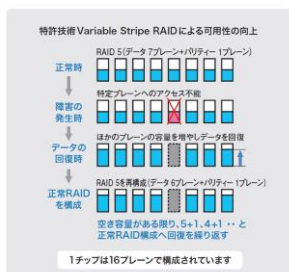 特許技術Variable Stripe RAIDによる可用性の向上
RAID 5(データ 7プレーン+パリティー 1プレーン)
正常時
特定プレーンへのアクセス不能
障害の
発生時
ほかのプレーンの容量を増やしデータを回復
データの
回復時
RAID 5を再構成(データ 6プレーン+パリティー 1プレーン)
正常RAID
を構成
空き容量がある限り、5+1、4+1 ‥ と
正常RAID構成へ回復を繰り返す
1チップは16プレーンで構成されています